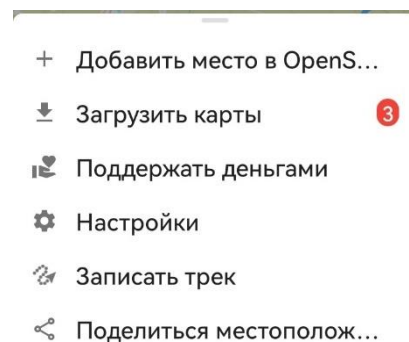 Добавить место в OpenS...
Загрузить карты
3
Поддержать деньгами
Настройки
Записать трек
Поделиться местополож...